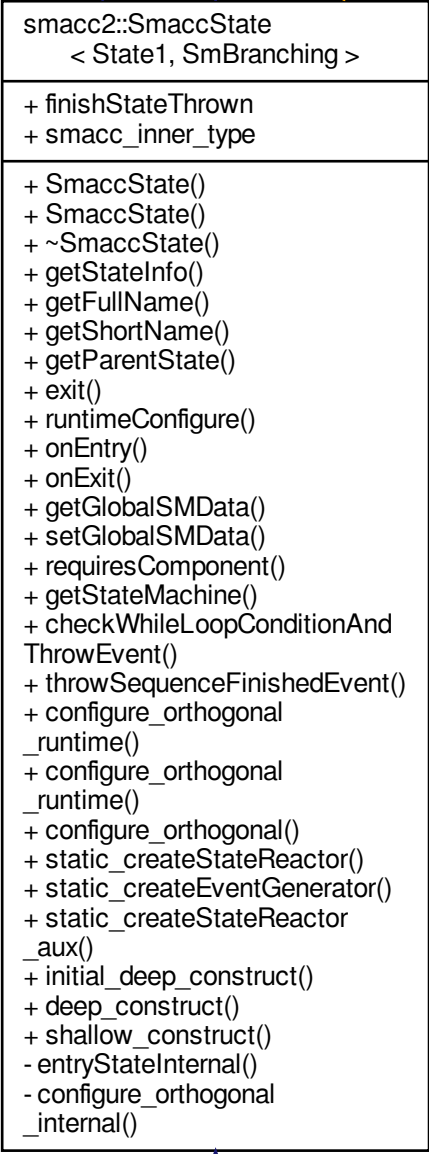 smacc2::SmaccState
< State1, SmBranching >
+ finishStateThrown
+ smacc_inner_type
+ SmaccState()
+ SmaccState()
+ ~SmaccState()
+ getStateInfo()
+ getFullName()
+ getShortName()
+ getParentState()
+ exit()
+ runtimeConfigure()
+ onEntry()
+ onExit()
+ getGlobalSMData()
+ setGlobalSMData()
+ requiresComponent()
+ getStateMachine()
+ checkWhileLoopConditionAnd
ThrowEvent()
+ throwSequenceFinishedEvent()
+ configure_orthogonal
_runtime()
+ configure_orthogonal
_runtime()
+ configure_orthogonal()
+ static_createStateReactor()
+ static_createEventGenerator()
+ static_createStateReactor
_aux()
+ initial_deep_construct()
+ deep_construct()
+ shallow_construct()
- entryStateInternal()
- configure_orthogonal
_internal()